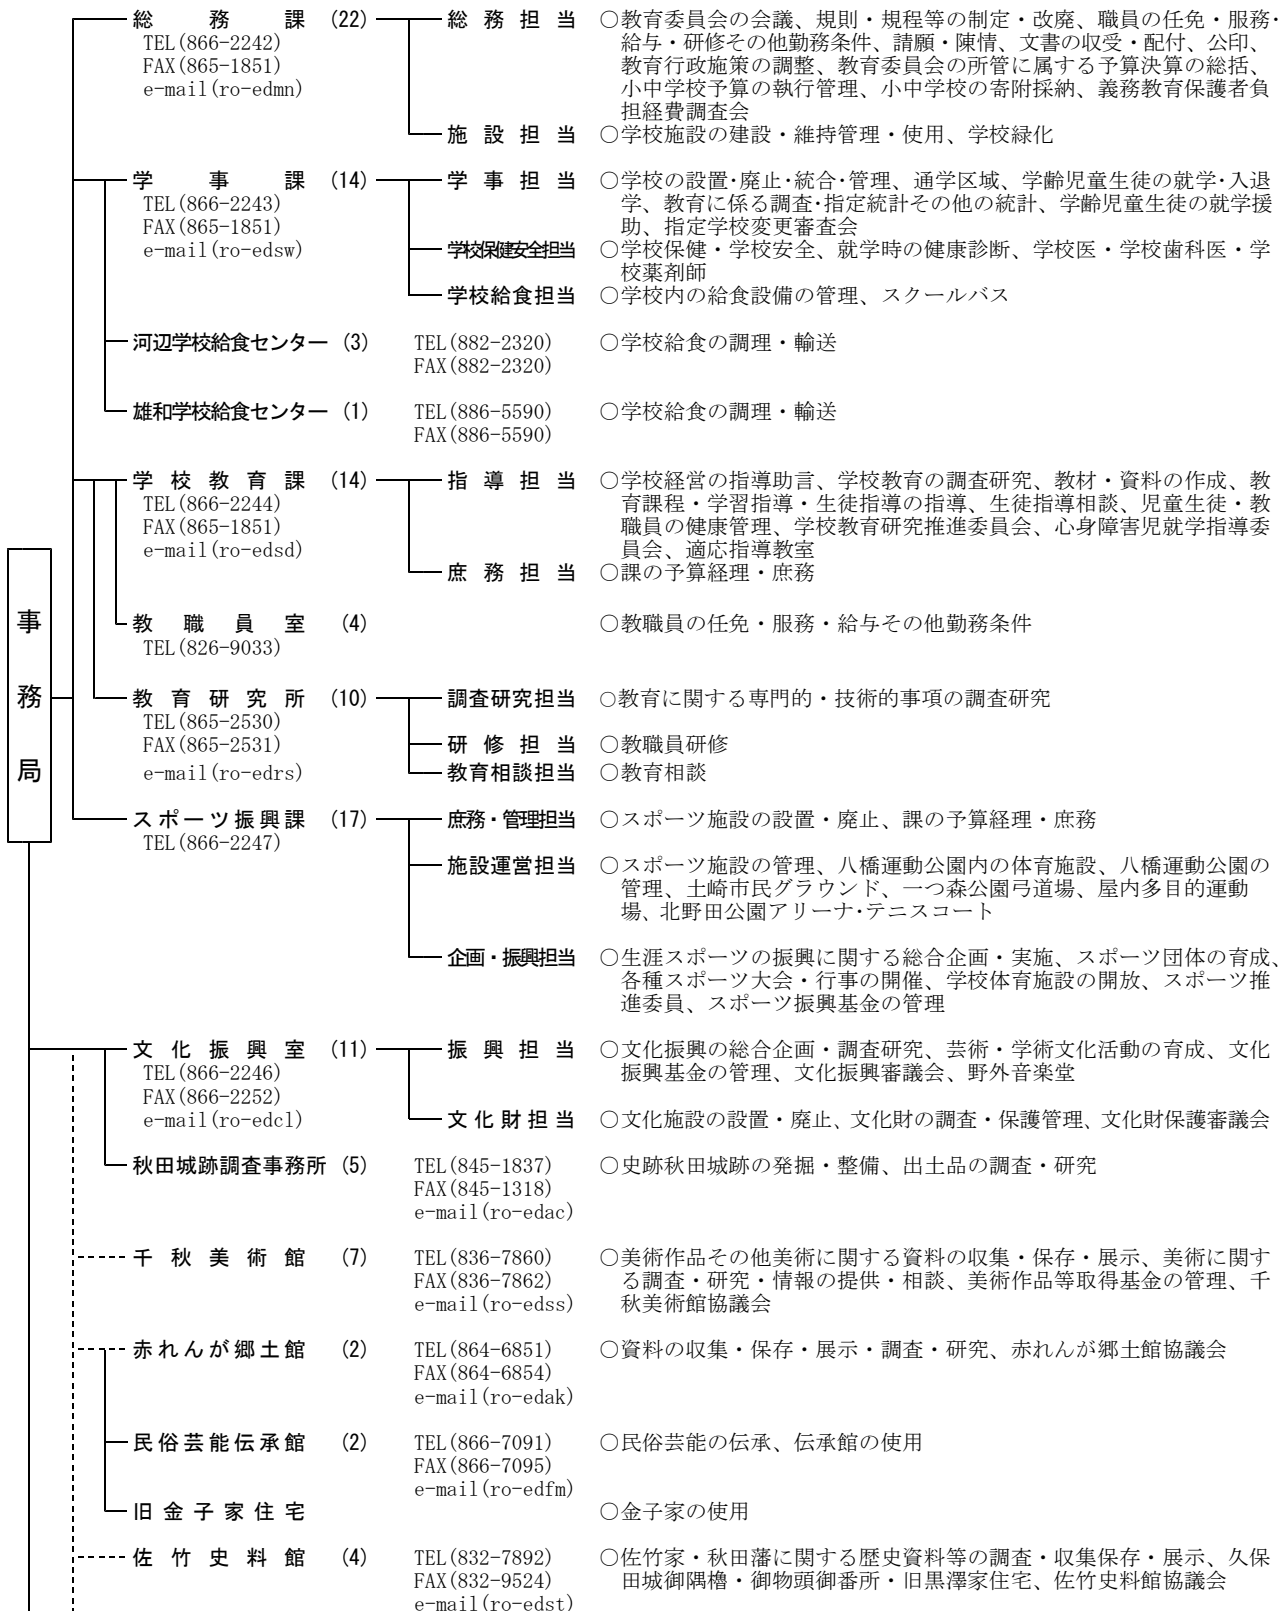 事務局
総務課 (22) 総務担当 ○教育委員会の会議、規則・規程等の制定・改廃、職員の任免・服務・
TEL(866-2242) 給与・研修その他勤務条件、請願・陳情、文書の収受・配付、公印、
FAX(865-1851) 教育行政施策の調整、教育委員会の所管に属する予算決算の総括、
e-mail(ro-edmn) 小中学校予算の執行管理、小中学校の寄附採納、義務教育保護者負
担経費調査会
施設担当 ○学校施設の建設・維持管理・使用、学校緑化
学事課 (14) 学事担当 ○学校の設置・廃止・統合・管理、通学区域、学齢児童生徒の就学・入退
TEL(866-2243) 学、教育に係る調査・指定統計その他の統計、学齢児童生徒の就学援
FAX(865-1851) 助、指定学校変更審査会
e-mail(ro-edsw) 学校保健安全担当 ○学校保健・学校安全、就学時の健康診断、学校医・学校歯科医・学
校薬剤師
学校給食担当 ○学校内の給食設備の管理、スクールバス
河辺学校給食センター (3) TEL(882-2320) ○学校給食の調理・輸送
FAX(882-2320)
雄和学校給食センター (1) TEL(886-5590) ○学校給食の調理・輸送
FAX(886-5590)
学校教育課 (14) 指導担当 ○学校経営の指導助言、学校教育の調査研究、教材・資料の作成、教
TEL(866-2244) 育課程・学習指導・生徒指導の指導、生徒指導相談、児童生徒・教
FAX(865-1851) 職員の健康管理、学校教育研究推進委員会、心身障害児就学指導委
e-mail(ro-edsd) 員会、適応指導教室
庶務担当 ○課の予算経理・庶務
教職員室 (4) ○教職員の任免・服務・給与その他勤務条件
TEL(826-9033)
教育研究所 (10) 調査研究担当 ○教育に関する専門的・技術的事項の調査研究
TEL(865-2530)
FAX(865-2531) 研修担当 ○教職員研修
e-mail(ro-edrs) 教育相談担当 ○教育相談
スポーツ振興課 (17) 庶務・管理担当 ○スポーツ施設の設置・廃止、課の予算経理・庶務
TEL(866-2247)
施設運営担当 ○スポーツ施設の管理、八橋運動公園内の体育施設、八橋運動公園の
管理、土崎市民グラウンド、一つ森公園弓道場、屋内多目的運動
場、北野田公園アリーナ・テニスコート
企画・振興担当 ○生涯スポーツの振興に関する総合企画・実施、スポーツ団体の育成、
各種スポーツ大会・行事の開催、学校体育施設の開放、スポーツ推
進委員、スポーツ振興基金の管理
文化振興室 (11) 振興担当 ○文化振興の総合企画・調査研究、芸術・学術文化活動の育成、文化
TEL(866-2246) 振興基金の管理、文化振興審議会、野外音楽堂
FAX(866-2252)
e-mail(ro-edcl) 文化財担当 ○文化施設の設置・廃止、文化財の調査・保護管理、文化財保護審議会
秋田城跡調査事務所 (5) TEL(845-1837) ○史跡秋田城跡の発掘・整備、出土品の調査・研究
FAX(845-1318)
e-mail(ro-edac)
千秋美術館 (7) TEL(836-7860) ○美術作品その他美術に関する資料の収集・保存・展示、美術に関す
FAX(836-7862) る調査・研究・情報の提供・相談、美術作品等取得基金の管理、千
e-mail(ro-edss) 秋美術館協議会
赤れんが郷土館 (2) TEL(864-6851) ○資料の収集・保存・展示・調査・研究、赤れんが郷土館協議会
FAX(864-6854)
e-mail(ro-edak)
民俗芸能伝承館 (2) TEL(866-7091) ○民俗芸能の伝承、伝承館の使用
FAX(866-7095)
e-mail(ro-edfm)
旧金子家住宅 ○金子家の使用
佐竹史料館 (4) TEL(832-7892) ○佐竹家・秋田藩に関する歴史資料等の調査・収集保存・展示、久保
FAX(832-9524) 田城御隅櫓・御物頭御番所・旧黒澤家住宅、佐竹史料館協議会
e-mail(ro-edst)